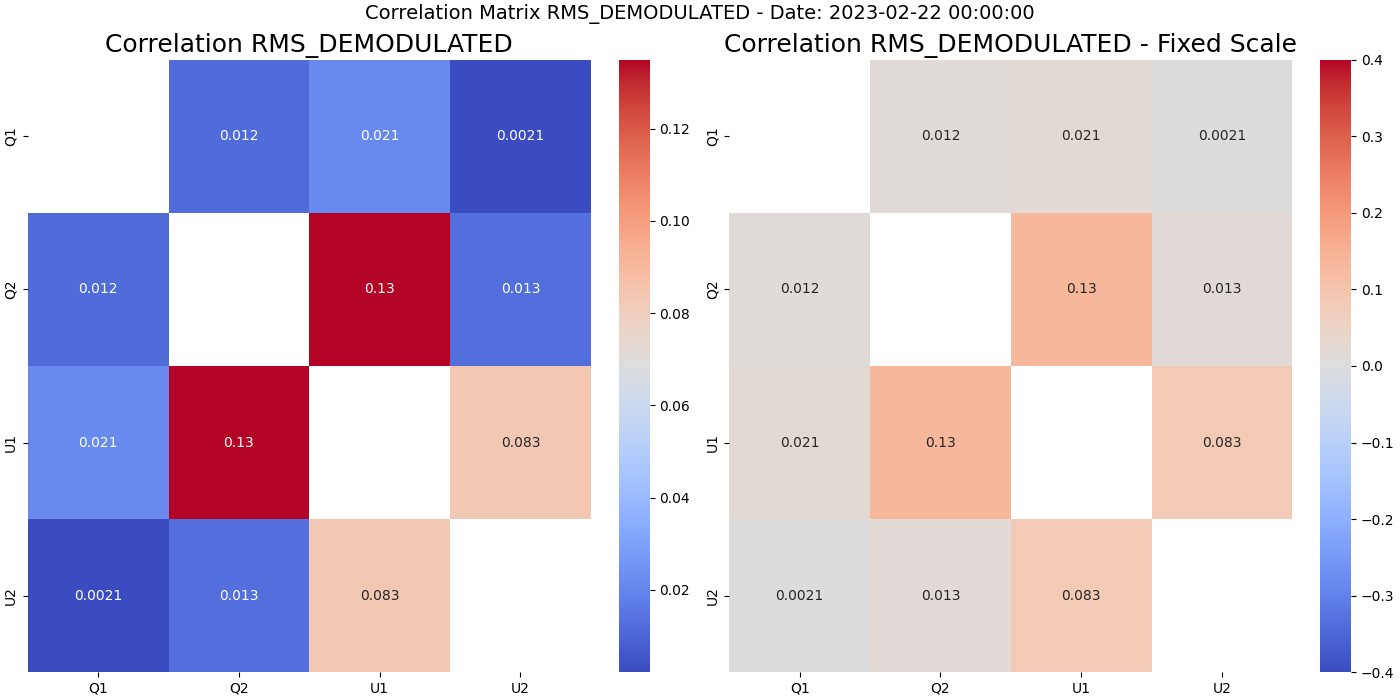 Correlation Matrix RMS_DEMODULATED - Date: 2023-02-22 00:00:00
Correlation RMS_DEMODULATED
Q1
0.012 0.021 0.0021
Q2
0.012 0.13 0.013
U1
0.021 0.13 0.083
U2
0.0021 0.013 0.083
Q1 Q2 U1 U2
0.12
0.10
0.08
0.06
0.04
0.02
Correlation RMS_DEMODULATED - Fixed Scale
Q1
0.012 0.021 0.0021
Q2
0.012 0.13 0.013
U1
0.021 0.13 0.083
U2
0.0021 0.013 0.083
Q1 Q2 U1 U2
0.4
0.3
0.2
0.1
0.0
−0.1
−0.2
−0.3
−0.4